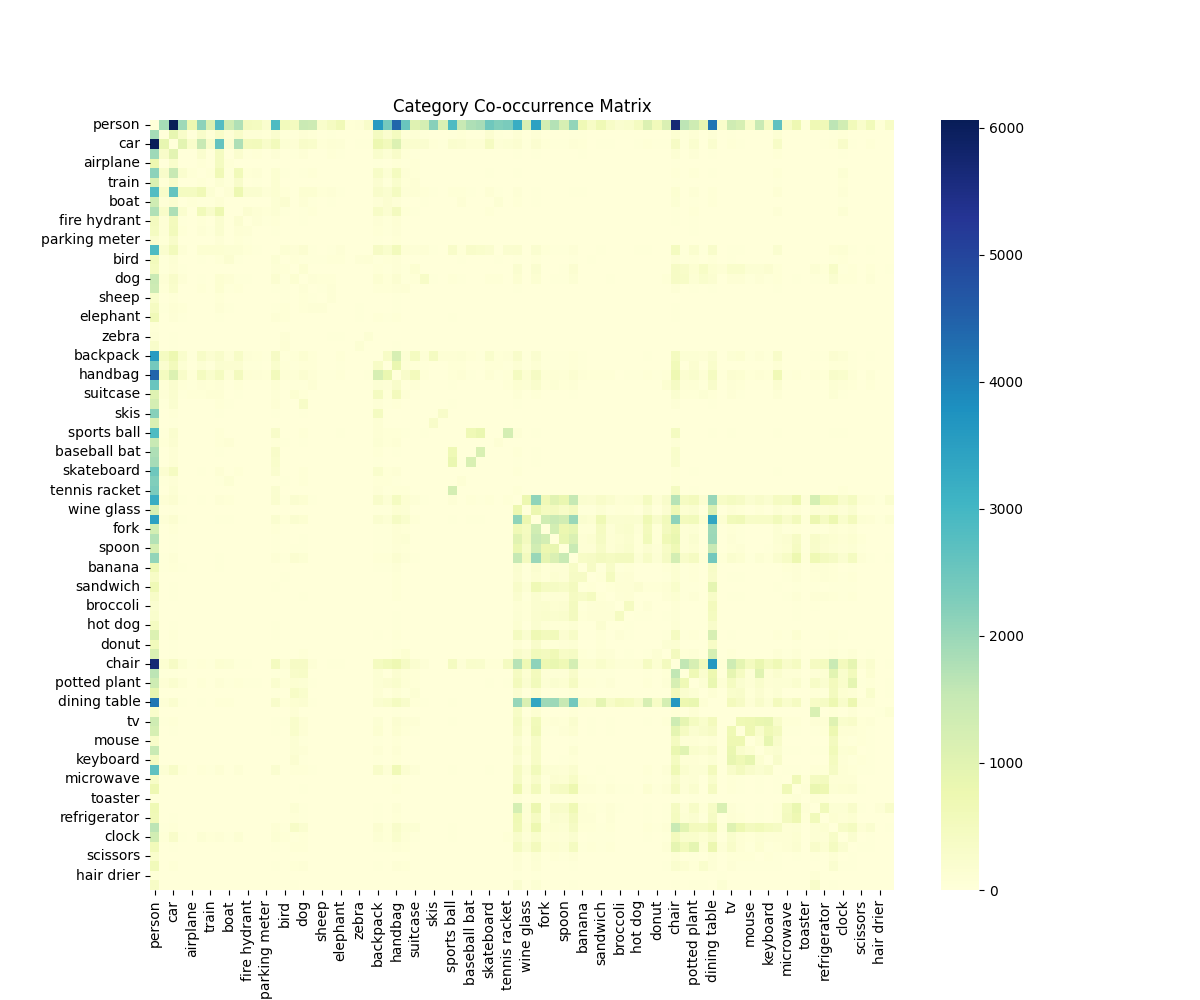 Category Co-occurrence Matrix
person
car
airplane
train
boat
fire hydrant
parking meter
bird
dog
sheep
elephant
zebra
backpack
handbag
suitcase
skis
sports ball
baseball bat
skateboard
tennis racket
wine glass
fork
spoon
banana
sandwich
broccoli
hot dog
donut
chair
potted plant
dining table
tv
mouse
keyboard
microwave
toaster
refrigerator
clock
scissors
hair drier
person
car
airplane
train
boat
fire hydrant
parking meter
bird
dog
sheep
elephant
zebra
backpack
handbag
suitcase
skis
sports ball
baseball bat
skateboard
tennis racket
wine glass
fork
spoon
banana
sandwich
broccoli
hot dog
donut
chair
potted plant
dining table
tv
mouse
keyboard
microwave
toaster
refrigerator
clock
scissors
hair drier
6000
5000
4000
3000
2000
1000
0